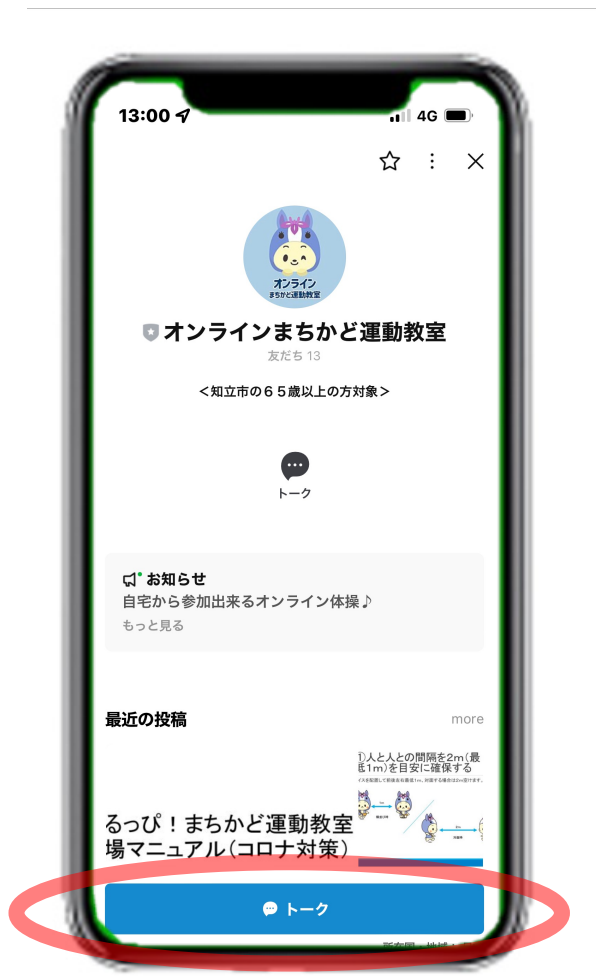 13:00
4G
オンライン
まちかど運動教室
オンラインまちかど運動教室
友だち 13
＜知立市の６５歳以上の方対象＞
トーク
お知らせ
自宅から参加出来るオンライン体操♪
もっと見る
最近の投稿
more
①人と人との間隔を2ｍ（最
低1ｍ）を目安に確保する
るっぴ！まちかど運動教室
場マニュアル（コロナ対策）
トーク